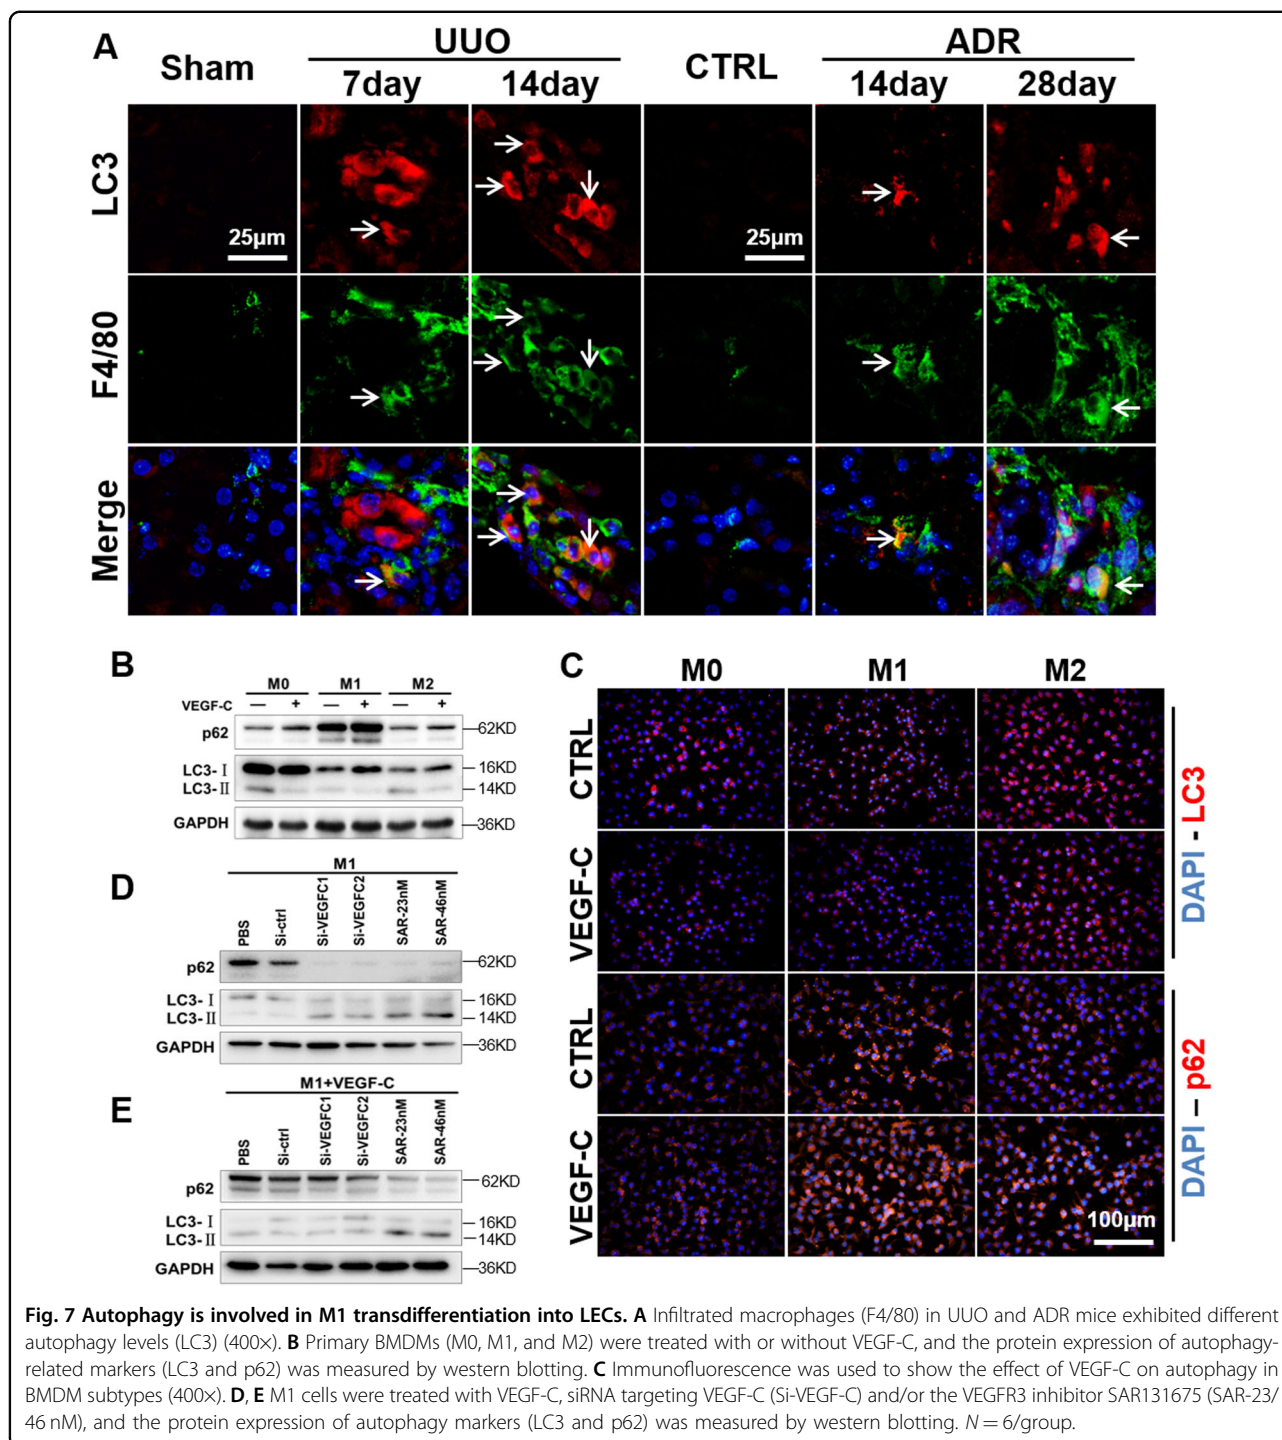 A
UUO
ADR
Sham
CTRL
7day
14day
14day
28day
LC3
25µm
25µm
F4/80
Merge
B
M0 M1 M2
VEGF-C — + — + — +
p62
62KD
LC3-Ⅰ
16KD
LC3-Ⅱ
14KD
GAPDH
36KD
C
M0
M1
M2
CTRL
VEGF-C
CTRL
VEGF-C
DAPI - LC3
DAPI – p62
100µm
D
M1
PBS
Si-ctrl
Si-VEGFC1
Si-VEGFC2
SAR-23nM
SAR-46nM
p62
62KD
LC3-Ⅰ
16KD
LC3-Ⅱ
14KD
GAPDH
36KD
E
M1+VEGF-C
PBS
Si-ctrl
Si-VEGFC1
Si-VEGFC2
SAR-23nM
SAR-46nM
p62
62KD
LC3-Ⅰ
16KD
LC3-Ⅱ
14KD
GAPDH
36KD
Fig. 7 Autophagy is involved in M1 transdifferentiation into LECs. A Infiltrated macrophages (F4/80) in UUO and ADR mice exhibited different
autophagy levels (LC3) (400×). B Primary BMDMs (M0, M1, and M2) were treated with or without VEGF-C, and the protein expression of autophagy-
related markers (LC3 and p62) was measured by western blotting. C Immunofluorescence was used to show the effect of VEGF-C on autophagy in
BMDM subtypes (400×). D, E M1 cells were treated with VEGF-C, siRNA targeting VEGF-C (Si-VEGF-C) and/or the VEGFR3 inhibitor SAR131675 (SAR-23/
46 nM), and the protein expression of autophagy markers (LC3 and p62) was measured by western blotting. N = 6/group.